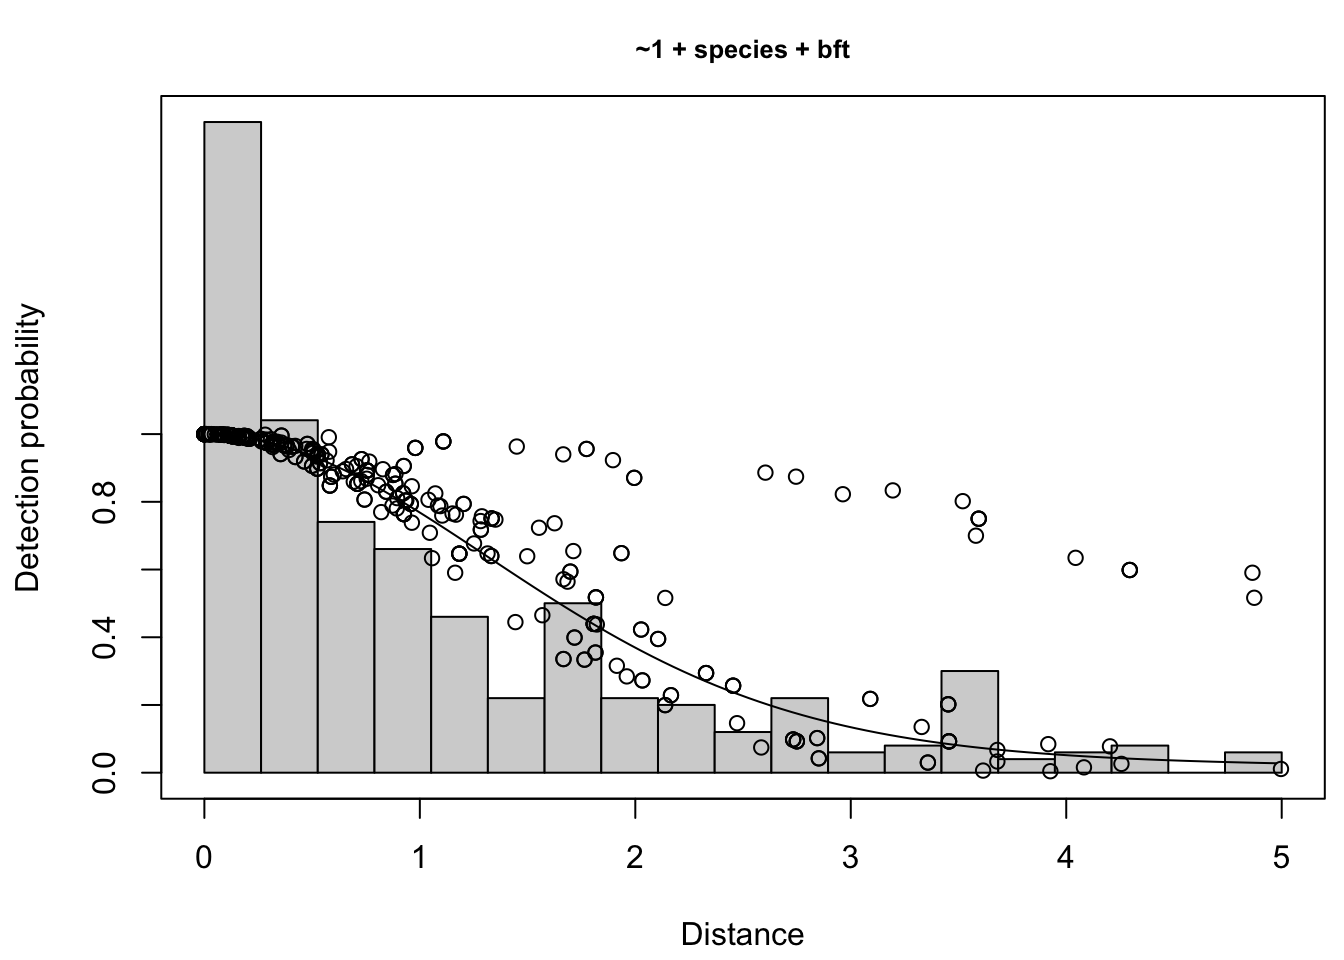 ~1 + species + bft
Detection probability
0.8
0.4
0.0
0 1 2 3 4 5
Distance